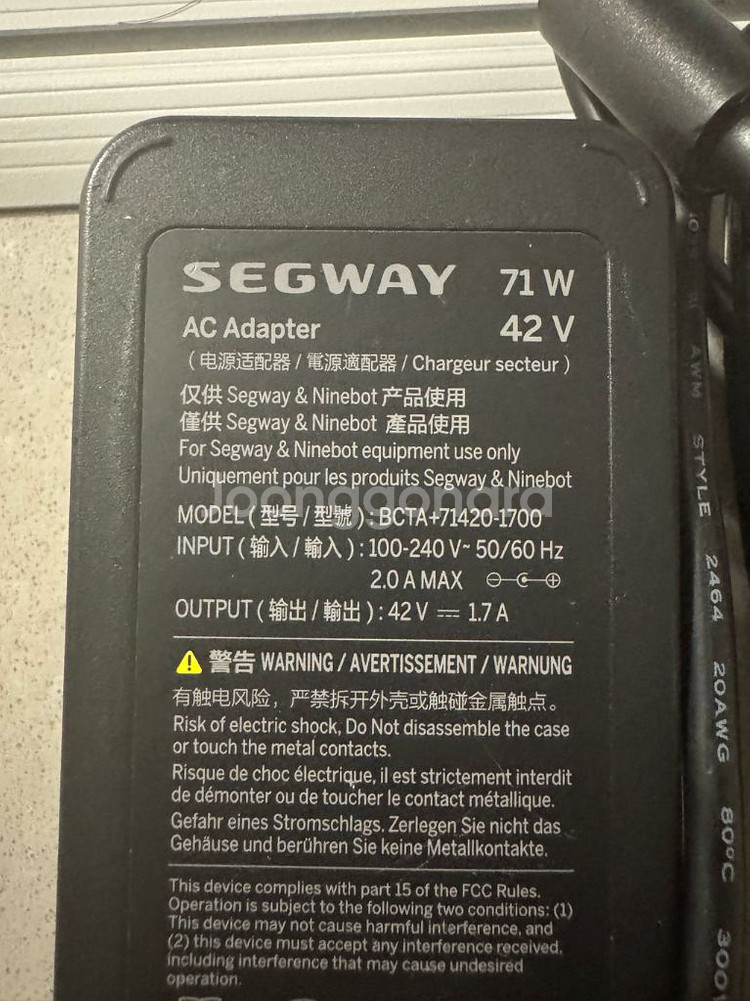 SEGWAY 71 W
AC Adapter 42 V
( 电源适配器 / 電源適配器 / Chargeur secteur )
仅供 Segway & Ninebot 产品使用
僅供 Segway & Ninebot 產品使用
For Segway & Ninebot equipment use only
Uniquement pour les produits Segway & Ninebot
Joonggonara
MODEL ( 型号 / 型號 ) : BCTA+71420-1700
INPUT ( 输入 / 輸入 ) : 100-240 V~ 50/60 Hz
2.0 A MAX
OUTPUT ( 输出 / 輸出 ) : 42 V ⎓ 1.7 A
警告 WARNING / AVERTISSEMENT / WARNUNG
有触电风险，严禁拆开外壳或触碰金属触点。
Risk of electric shock, Do Not disassemble the case
or touch the metal contacts.
Risque de choc électrique, il est strictement interdit
de démonter ou de toucher le contact métallique.
Gefahr eines Stromschlags. Zerlegen Sie nicht das
Gehäuse und berühren Sie keine Metallkontakte.
This device complies with part 15 of the FCC Rules.
Operation is subject to the following two conditions: (1)
This device may not cause harmful interference, and
(2) this device must accept any interference received,
including interference that may cause undesired
operation.
AWM STYLE 2464 20AWG 80°C 300